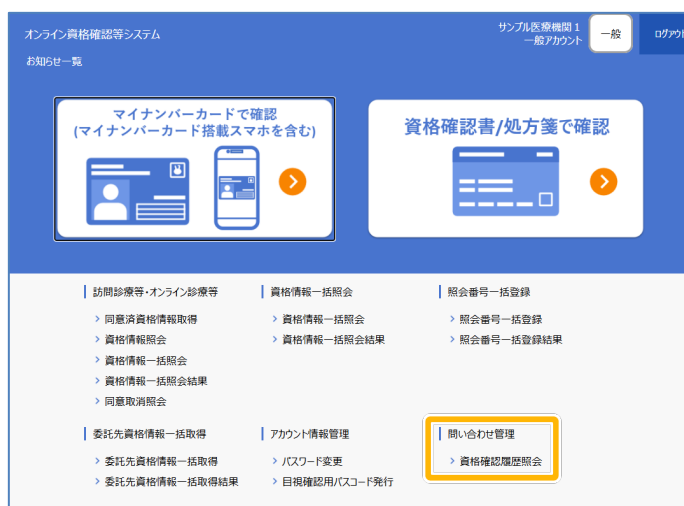 オンライン資格確認等システム
サンプル医療機関1
一般アカウント
一般
ログアウト
お知らせ一覧
マイナンバーカードで確認
(マイナンバーカード搭載スマホを含む)
資格確認書/処方箋で確認
訪問診療等・オンライン診療等
同意済資格情報取得
資格情報照会
資格情報一括照会
資格情報一括照会結果
同意取消照会
資格情報一括照会
資格情報一括照会
資格情報一括照会結果
照会番号一括登録
照会番号一括登録
照会番号一括登録結果
委託先資格情報一括取得
委託先資格情報一括取得
委託先資格情報一括取得結果
アカウント情報管理
パスワード変更
目視確認用パスコード発行
問い合わせ管理
資格確認履歴照会